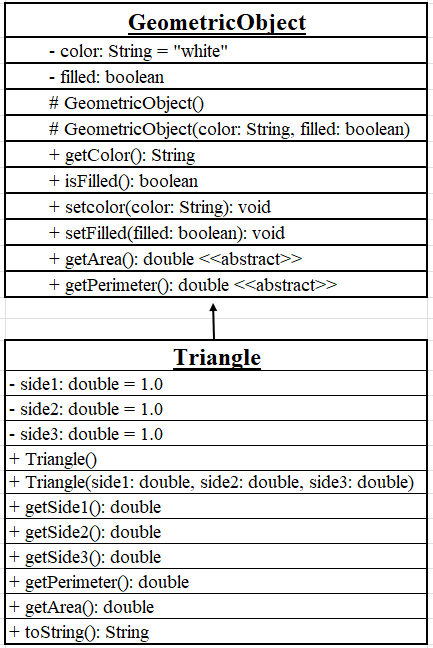 GeometricObject
- color: String = "white"
- filled: boolean
# GeometricObject()
# GeometricObject(color: String, filled: boolean)
+ getColor(): String
+ isFilled(): boolean
+ setcolor(color: String): void
+ setFilled(filled: boolean): void
+ getArea(): double <<abstract>>
+ getPerimeter(): double <<abstract>>
Triangle
- side1: double = 1.0
- side2: double = 1.0
- side3: double = 1.0
+ Triangle()
+ Triangle(side1: double, side2: double, side3: double)
+ getSide1(): double
+ getSide2(): double
+ getSide3(): double
+ getPerimeter(): double
+ getArea(): double
+ toString(): String